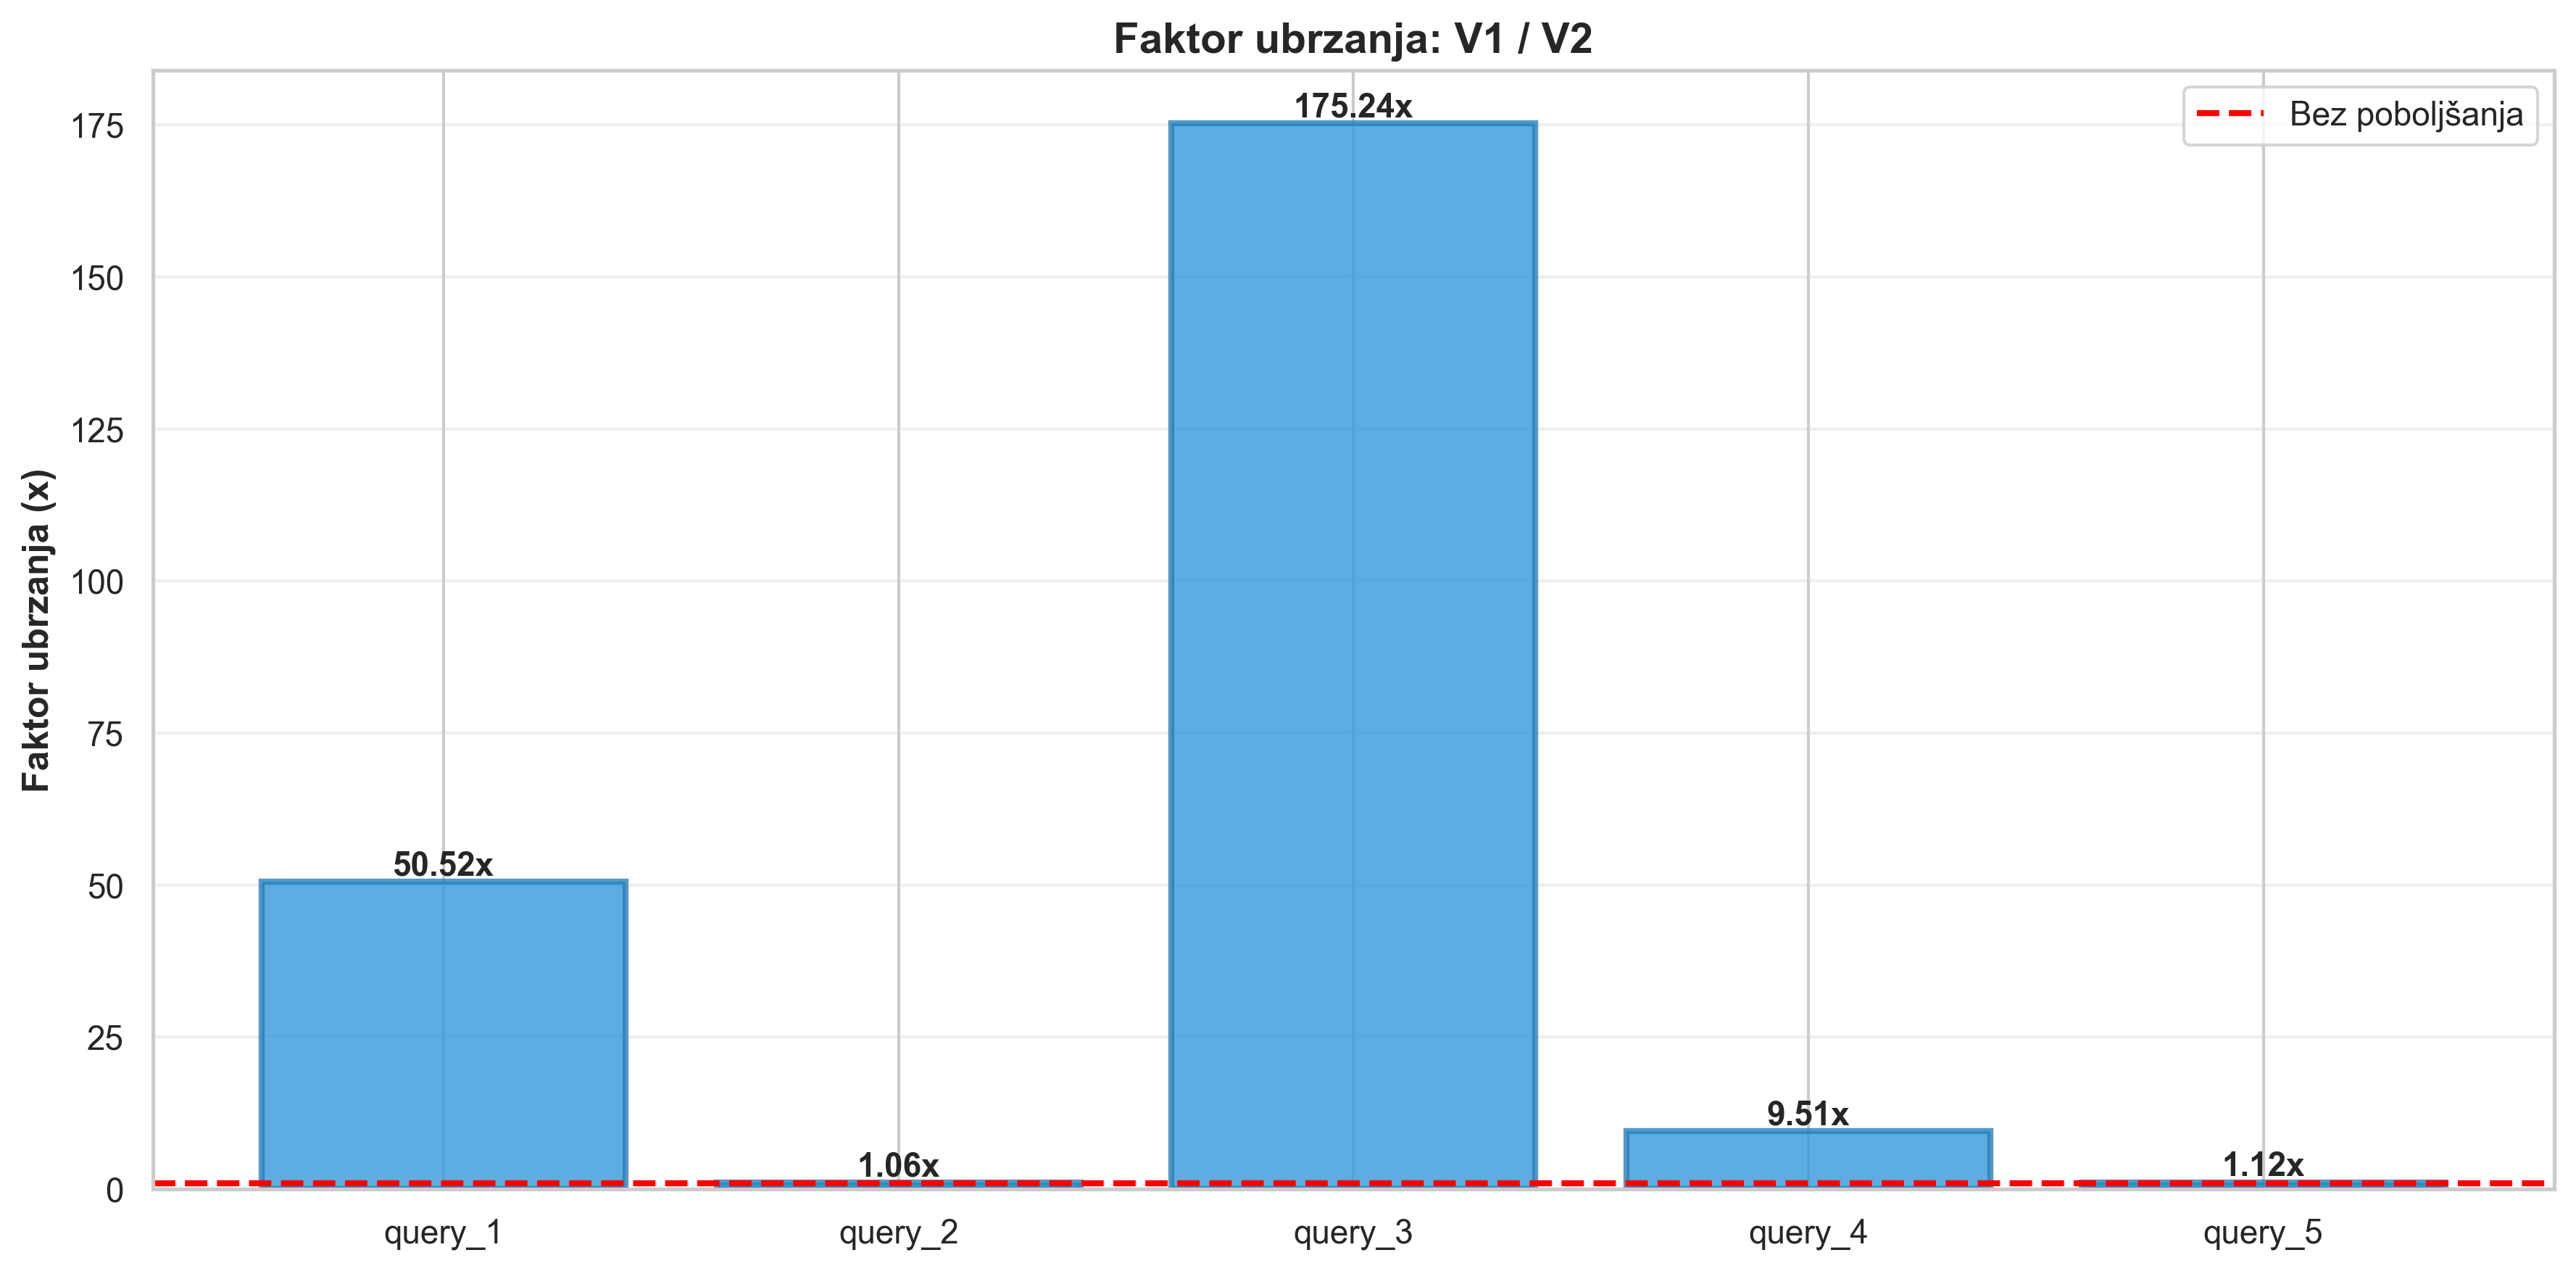 Faktor ubrzanja: V1 / V2
Bez poboljšanja
Faktor ubrzanja (x)
175
150
125
100
75
50
25
0
50.52x
1.06x
175.24x
9.51x
1.12x
query_1
query_2
query_3
query_4
query_5